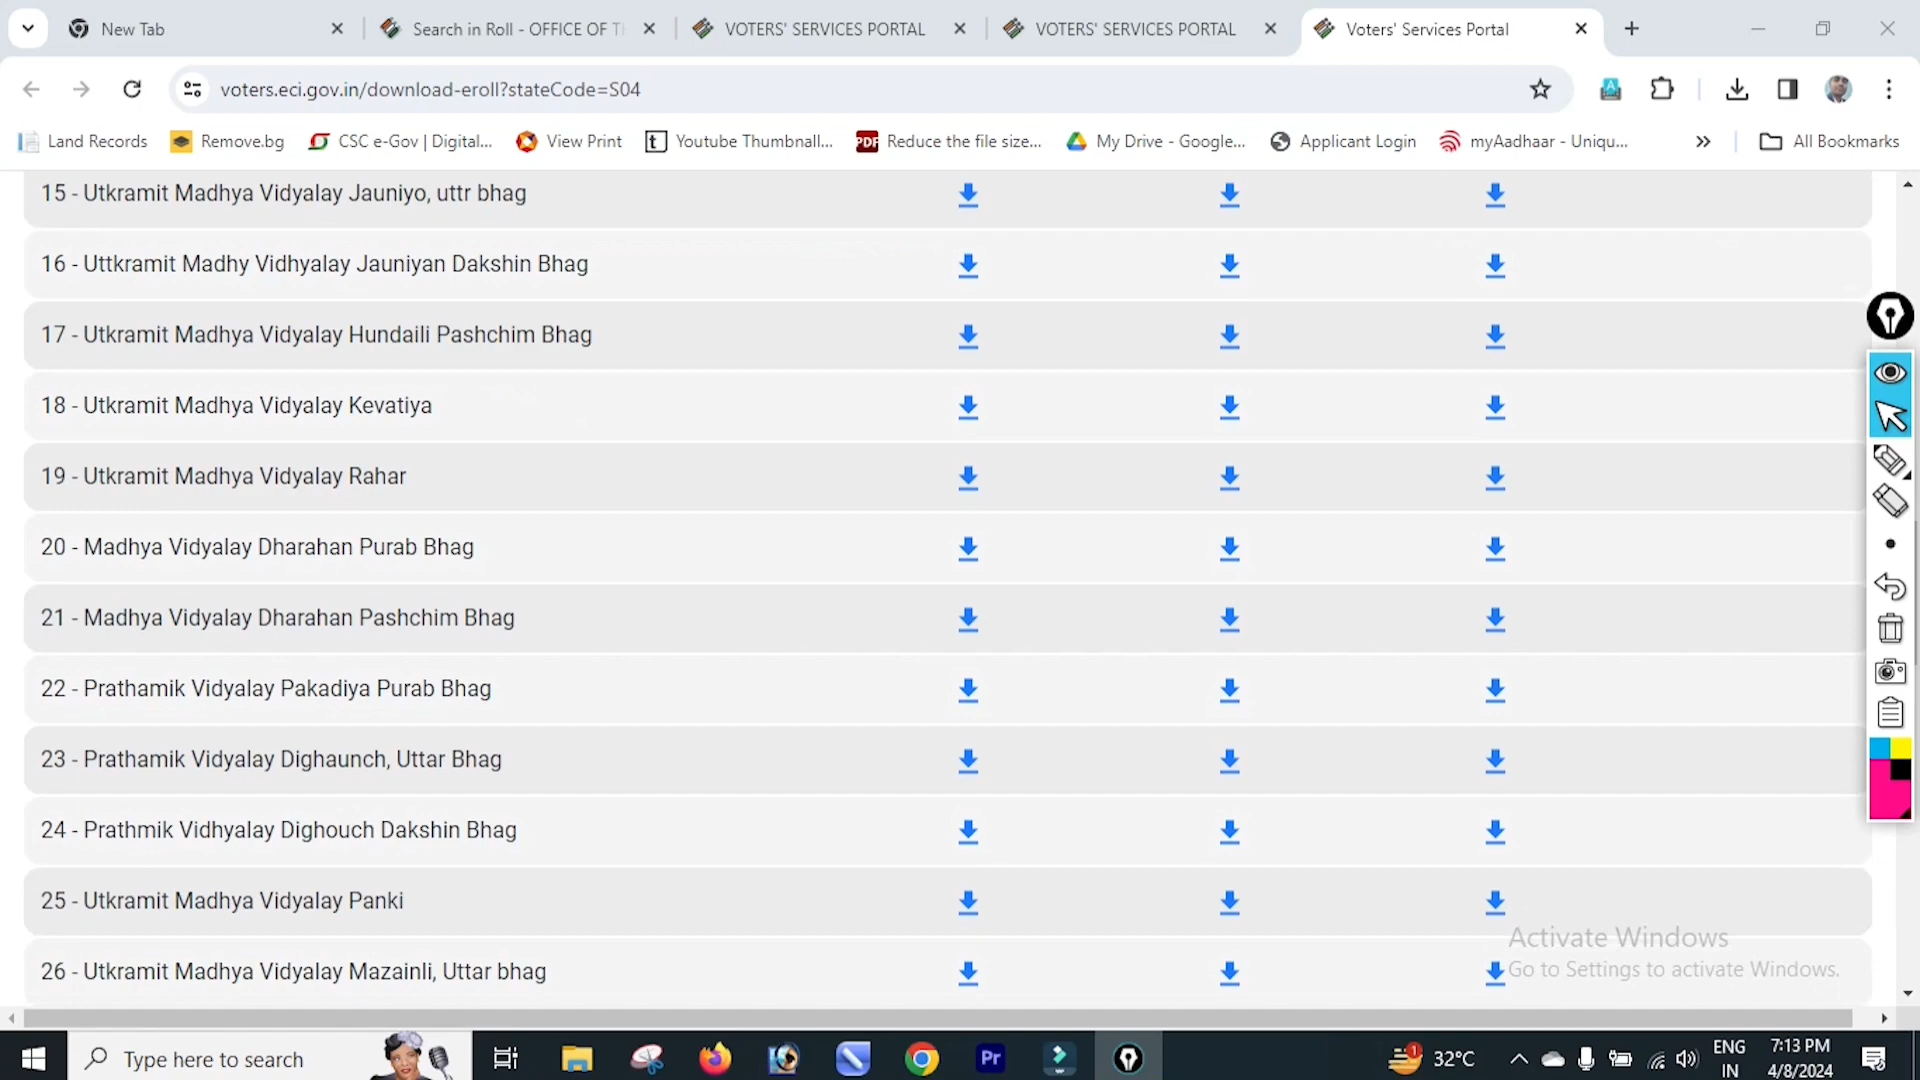 New Tab
Search in Roll - OFFICE OF T
VOTERS' SERVICES PORTAL
VOTERS' SERVICES PORTAL
Voters' Services Portal
voters.eci.gov.in/download-eroll?stateCode=S04
Land Records
Remove.bg
CSC e-Gov | Digital...
View Print
Youtube Thumbnall...
PDF
Reduce the file size...
My Drive - Google...
Applicant Login
myAadhaar - Uniqu...
All Bookmarks
15 - Utkramit Madhya Vidyalay Jauniyo, uttr bhag
16 - Uttkramit Madhy Vidhyalay Jauniyan Dakshin Bhag
17 - Utkramit Madhya Vidyalay Hundaili Pashchim Bhag
18 - Utkramit Madhya Vidyalay Kevatiya
19 - Utkramit Madhya Vidyalay Rahar
20 - Madhya Vidyalay Dharahan Purab Bhag
21 - Madhya Vidyalay Dharahan Pashchim Bhag
22 - Prathamik Vidyalay Pakadiya Purab Bhag
23 - Prathamik Vidyalay Dighaunch, Uttar Bhag
24 - Prathmik Vidhyalay Dighouch Dakshin Bhag
25 - Utkramit Madhya Vidyalay Panki
26 - Utkramit Madhya Vidyalay Mazainli, Uttar bhag
Activate Windows
Go to Settings to activate Windows.
Type here to search
Pr
1
32°C
ENG
IN
7:13 PM
4/8/2024